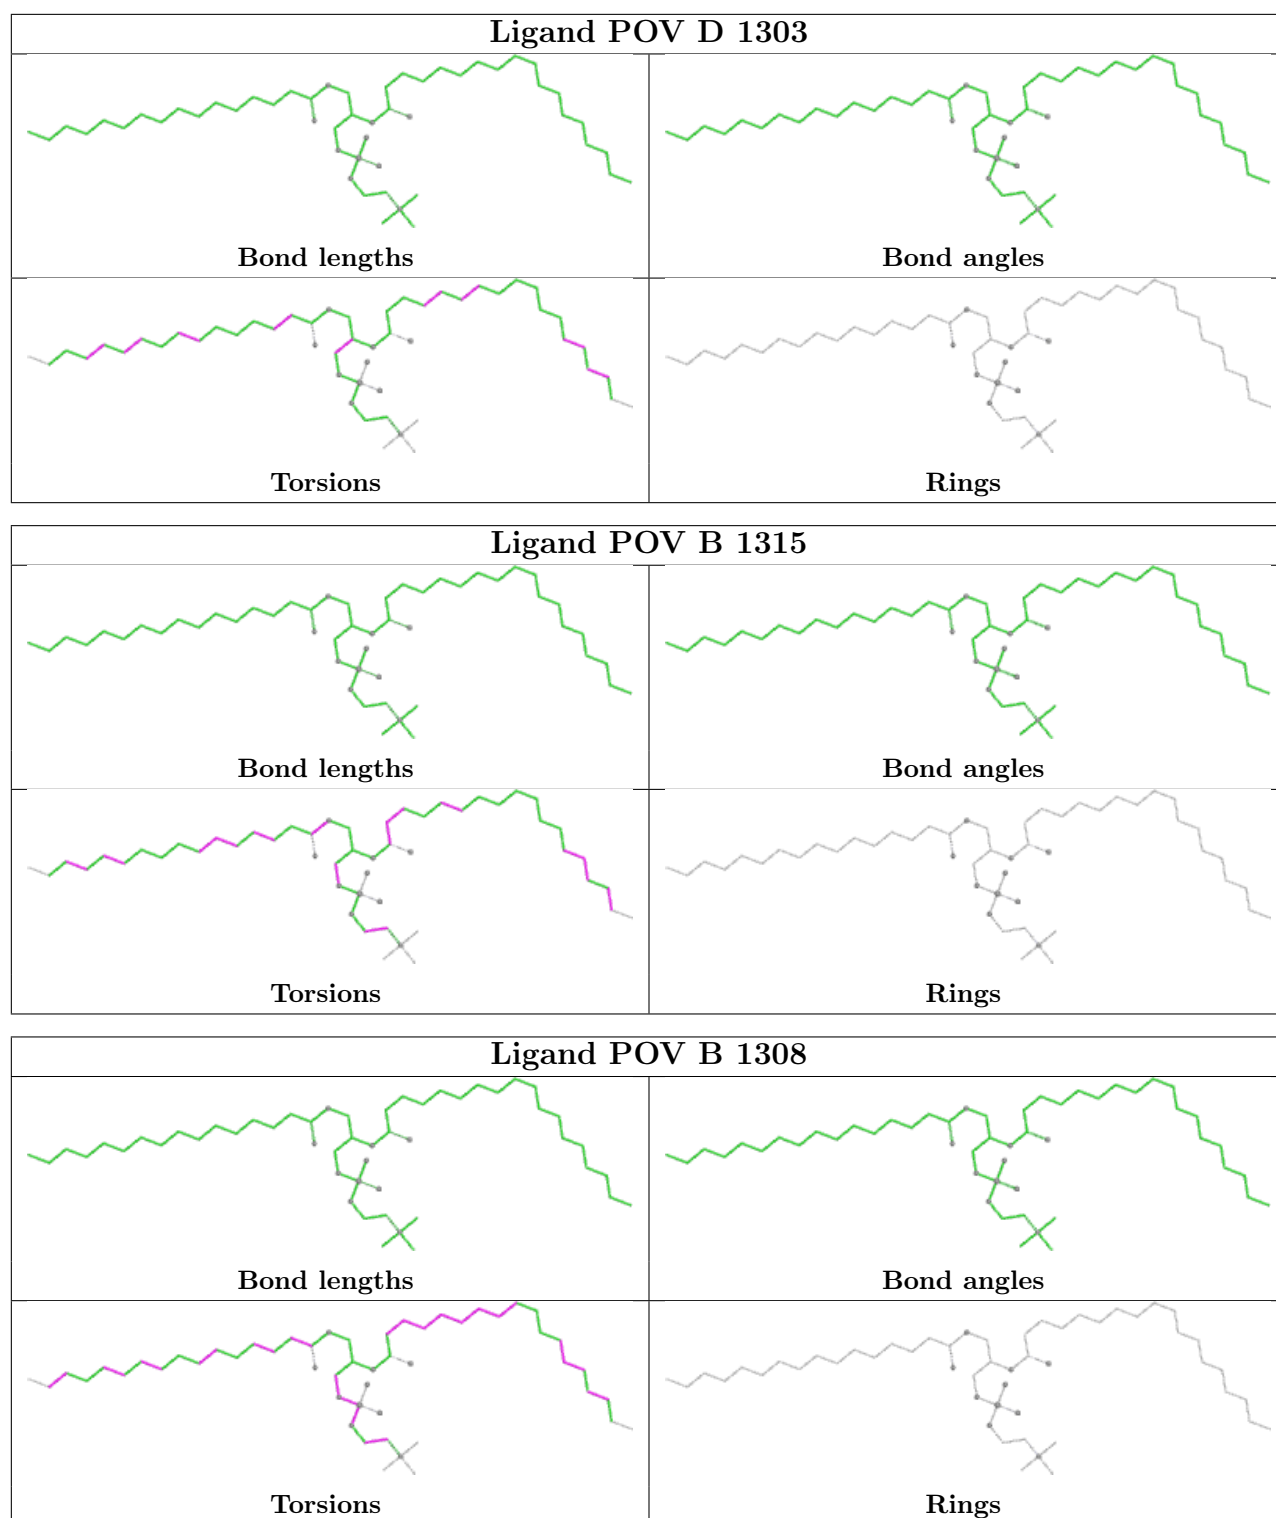 Ligand POV D 1303
Bond lengths
Bond angles
Torsions
Rings
Ligand POV B 1315
Bond lengths
Bond angles
Torsions
Rings
Ligand POV B 1308
Bond lengths
Bond angles
Torsions
Rings